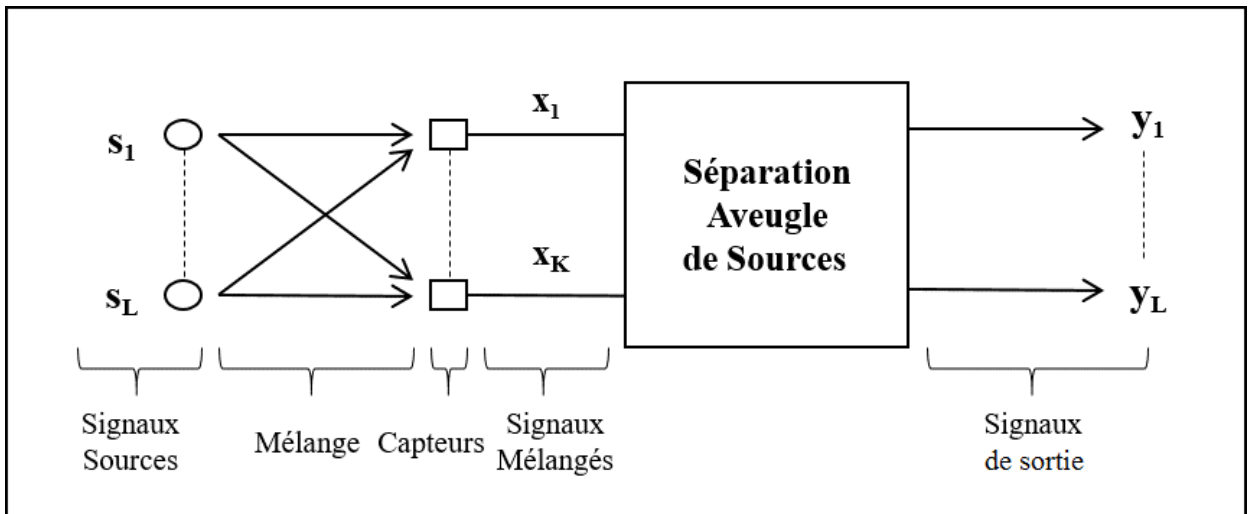 s1
sL
x1
xK
Séparation
Aveugle
de Sources
y1
yL
Signaux
Sources
Mélange
Capteurs
Signaux
Mélangés
Signaux
de sortie